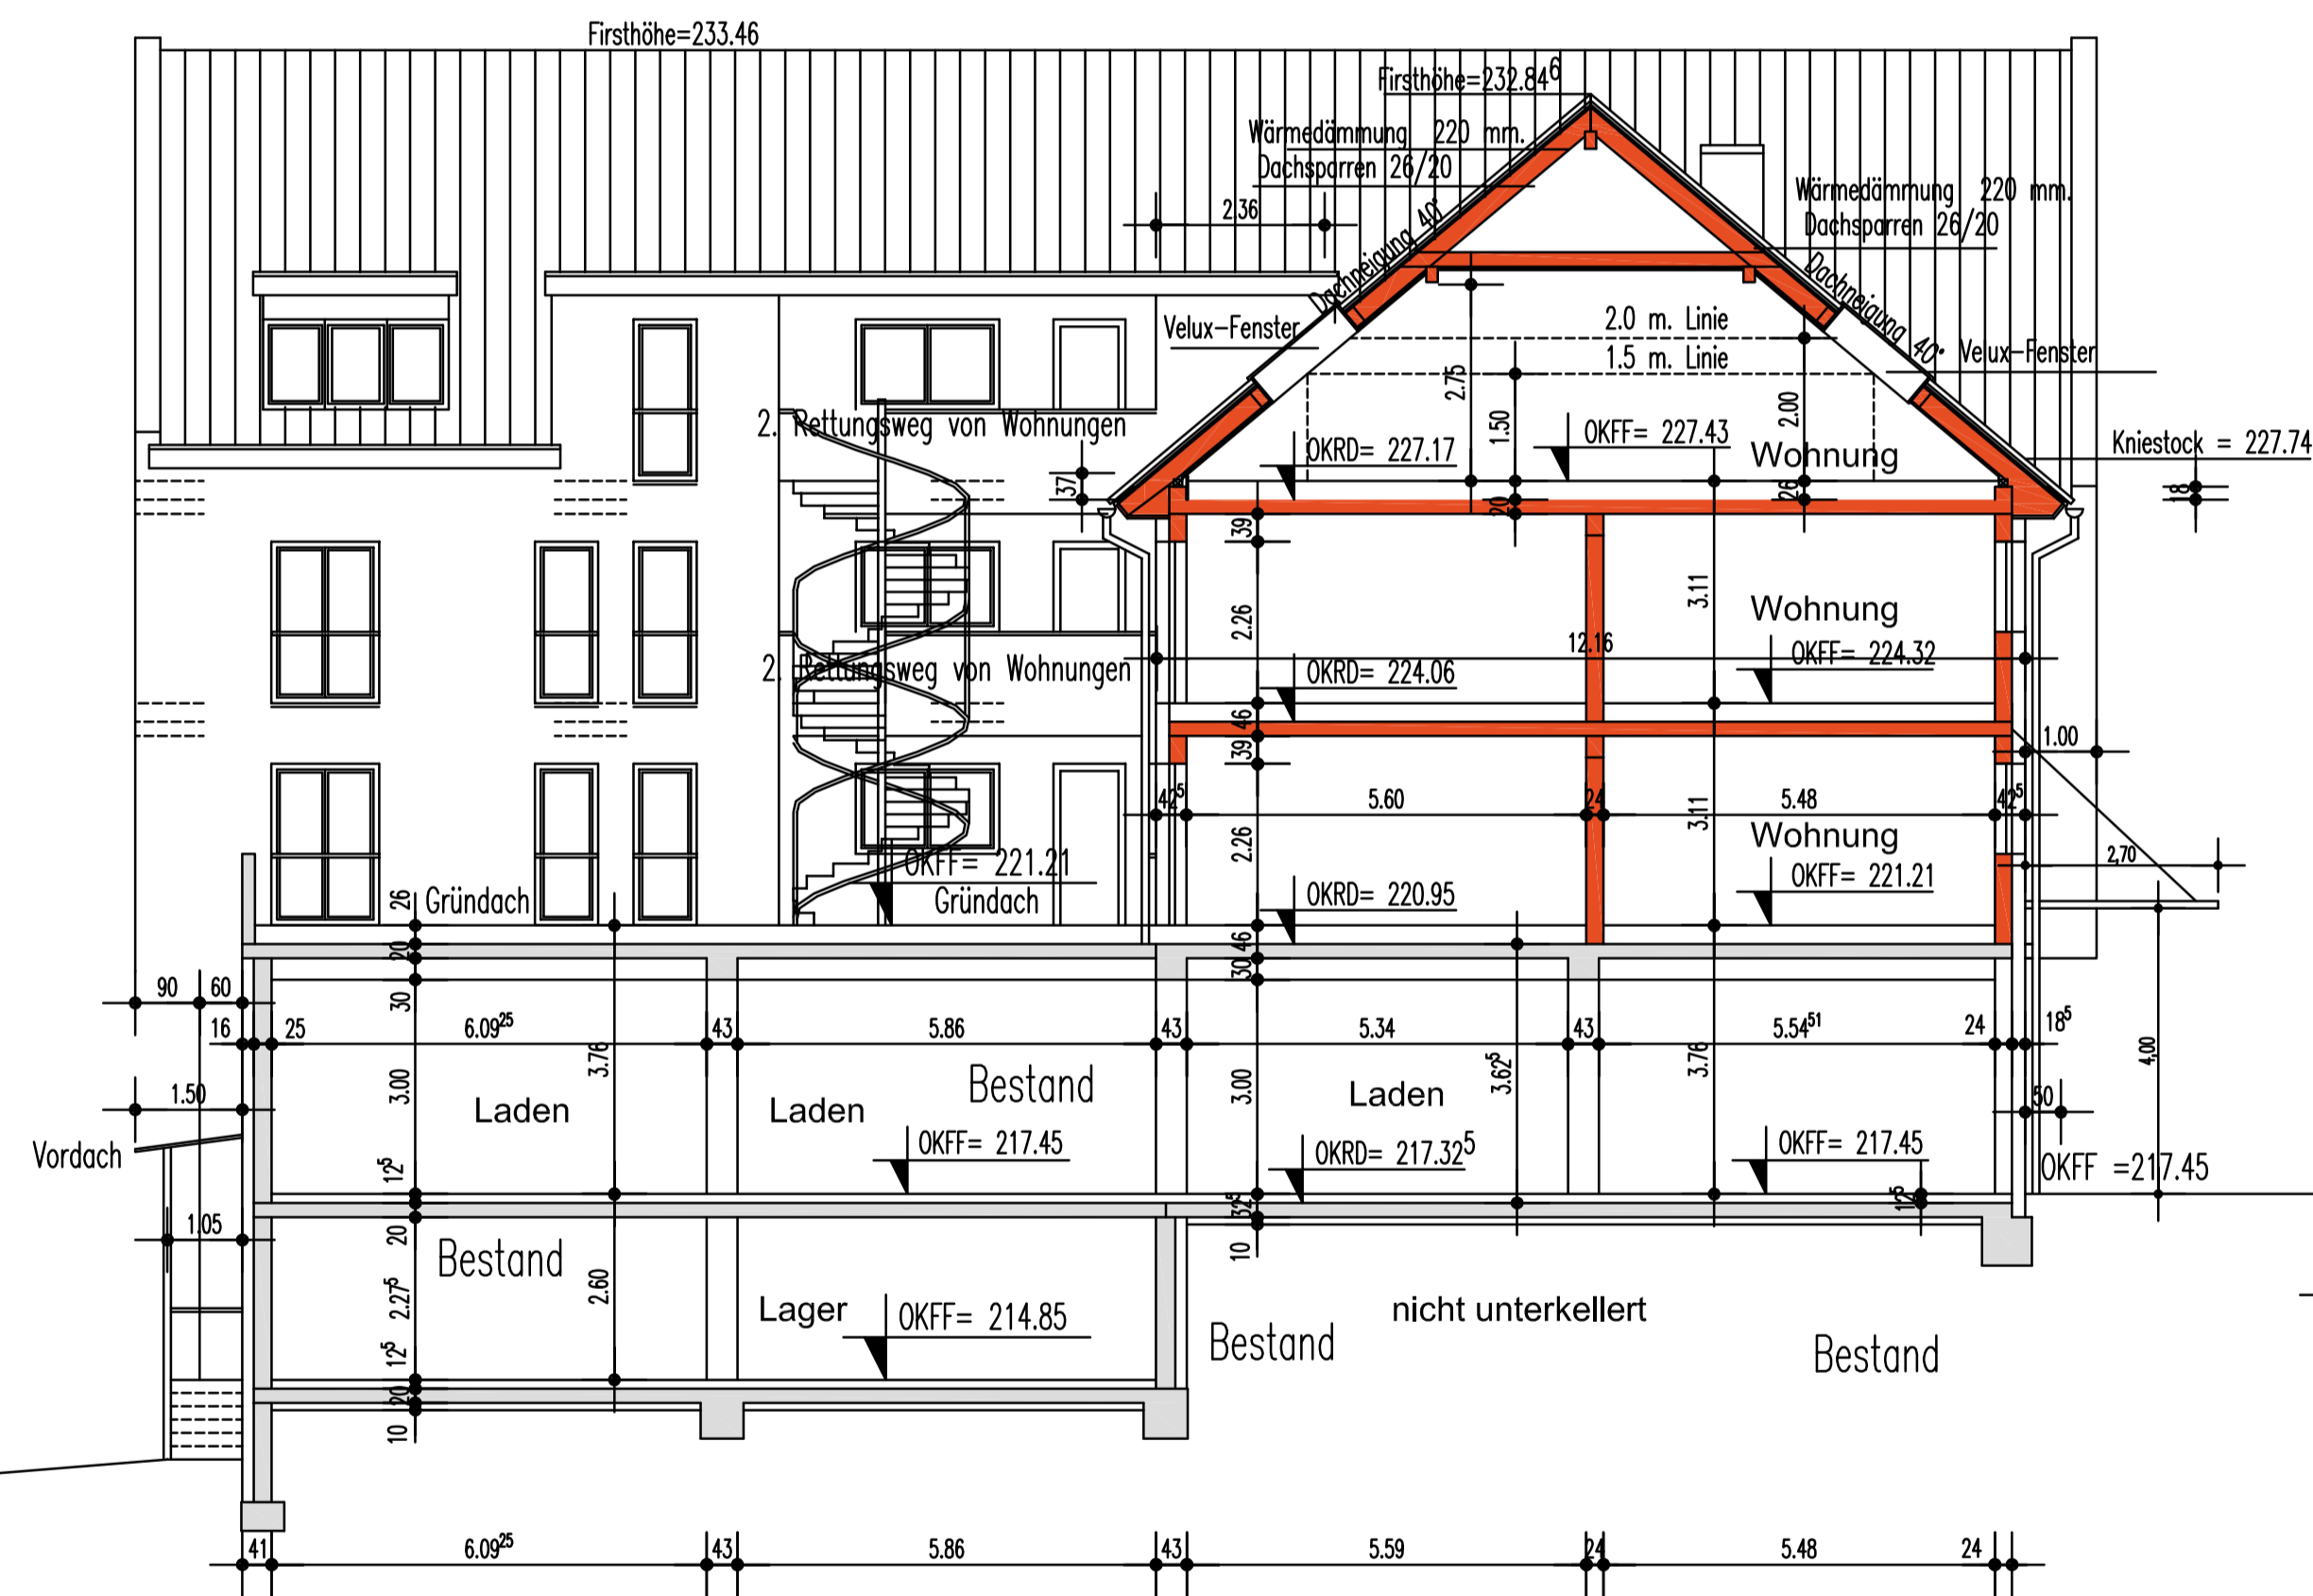 Firsthöhe=233.46
Firsthöhe=232.84⁶
Wärmedämmung 220 mm.
Dachsparren 26/20
Wärmedämmung 220 mm.
Dachsparren 26/20
2.36
Dachneigung 40°
Dachneigung 40°
Velux-Fenster
2.0 m. Linie
1.5 m. Linie
Velux-Fenster
2.75
1.50
2.00
2. Rettungsweg von Wohnungen
OKRD= 227.17
OKFF= 227.43
Wohnung
Kniestock = 227.74
37
20
26
18
39
2.26
3.11
Wohnung
12.16
2. Rettungsweg von Wohnungen
OKRD= 224.06
OKFF= 224.32
46
39
1.00
42⁵
5.60
24
5.48
42⁵
2.26
3.11
Wohnung
2,70
OKFF= 221.21
OKFF= 221.21
26
Gründach
Gründach
OKRD= 220.95
20
46
30
30
90
60
16
25
6.09²⁵
43
5.86
43
5.34
43
5.54⁵¹
24
18⁵
3.00
3.76
3.00
3.62⁵
3.76
4,00
1.50
Laden
Laden
Bestand
Laden
50
Vordach
12⁵
OKFF= 217.45
OKRD= 217.32⁵
OKFF= 217.45
OKFF =217.45
32⁵
12⁵
1.05
20
10
Bestand
2.27⁵
2.60
Lager
OKFF= 214.85
nicht unterkellert
Bestand
Bestand
12⁵
20
10
41
6.09²⁵
43
5.86
43
5.59
24
5.48
24